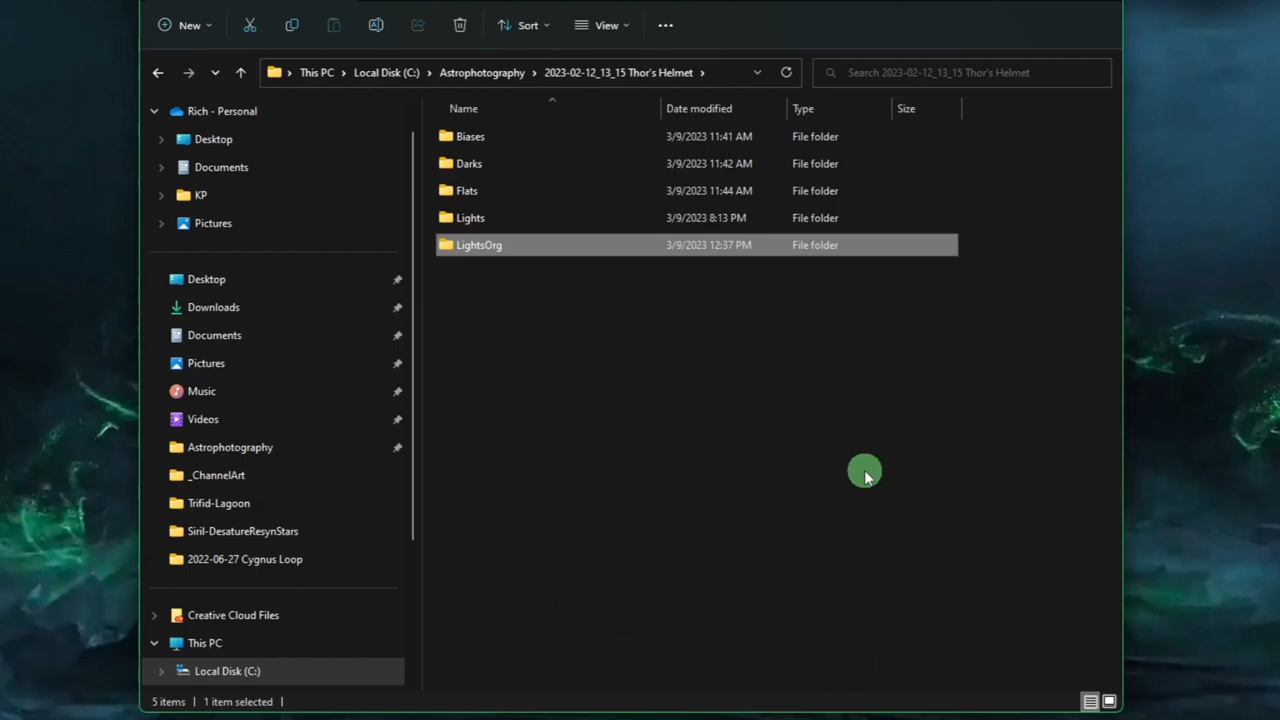 New Sort View
This PC Local Disk (C:) Astrophotography 2023-02-12_13_15 Thor's Helmet Search 2023-02-12_13_15 Thor's Helmet
Rich - Personal
Desktop
Documents
KP
Pictures
Desktop
Downloads
Documents
Pictures
Music
Videos
Astrophotography
_ChannelArt
Trifid-Lagoon
Siril-DesatureResynStars
2022-06-27 Cygnus Loop
Creative Cloud Files
This PC
Local Disk (C:)
Name Date modified Type Size
Biases 3/9/2023 11:41 AM File folder
Darks 3/9/2023 11:42 AM File folder
Flats 3/9/2023 11:44 AM File folder
Lights 3/9/2023 8:13 PM File folder
LightsOrg 3/9/2023 12:37 PM File folder
5 items 1 item selected